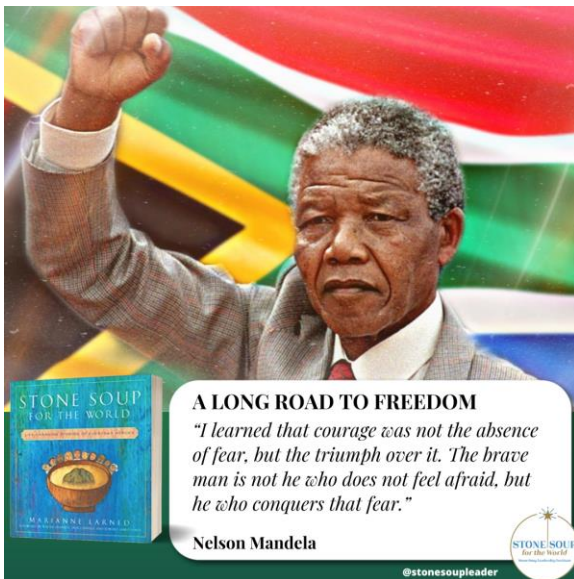 STONE SOUP
FOR THE WORLD
MARIANNE LARNED
A LONG ROAD TO FREEDOM
“I learned that courage was not the absence
of fear, but the triumph over it. The brave
man is not he who does not feel afraid, but
he who conquers that fear.”
Nelson Mandela
STONE SOUP
for the World
@stonesoupleader